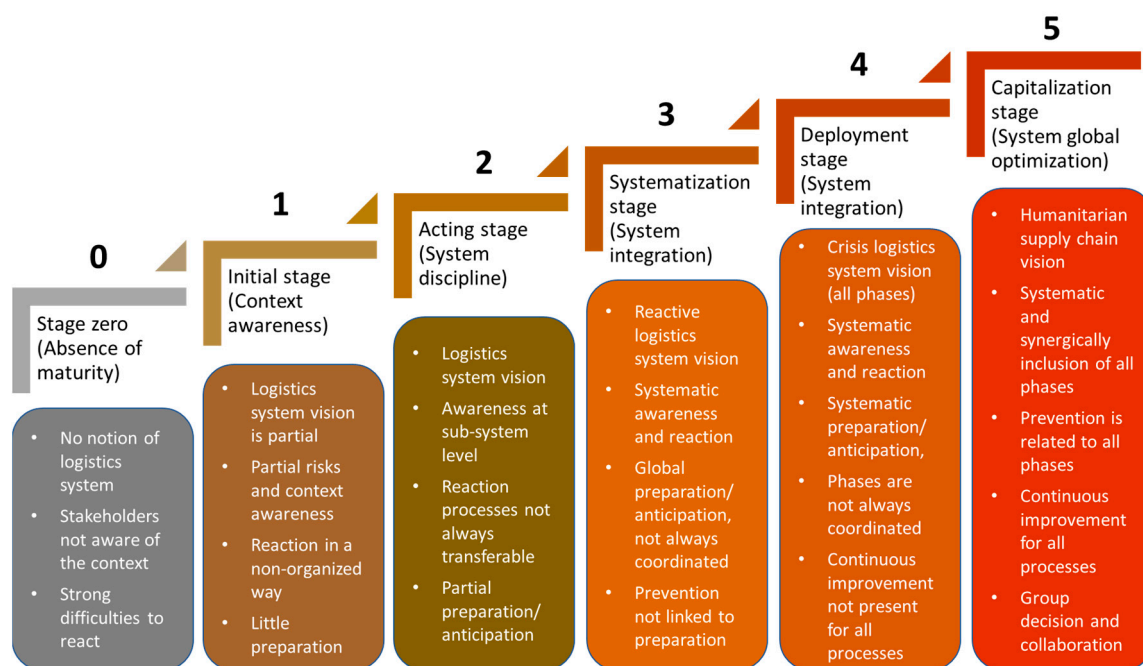 0
Stage zero
(Absence of
maturity)
• No notion of
logistics
system
• Stakeholders
not aware of
the context
• Strong
difficulties to
react
1
Initial stage
(Context
awareness)
• Logistics
system vision
is partial
• Partial risks
and context
awareness
• Reaction in a
non-organized
way
• Little
preparation
2
Acting stage
(System
discipline)
• Logistics
system vision
• Awareness at
sub-system
level
• Reaction
processes not
always
transferable
• Partial
preparation/
anticipation
3
Systematization
stage
(System
integration)
• Reactive
logistics
system vision
• Systematic
awareness
and reaction
• Global
preparation/
anticipation,
not always
coordinated
• Prevention
not linked to
preparation
4
Deployment
stage
(System
integration)
• Crisis logistics
system vision
(all phases)
• Systematic
awareness
and reaction
• Systematic
preparation/
anticipation,
• Phases are
not always
coordinated
• Continuous
improvement
not present
for all
processes
5
Capitalization
stage
(System global
optimization)
• Humanitarian
supply chain
vision
• Systematic
and
synergically
inclusion of all
phases
• Prevention is
related to all
phases
• Continuous
improvement
for all
processes
• Group
decision and
collaboration